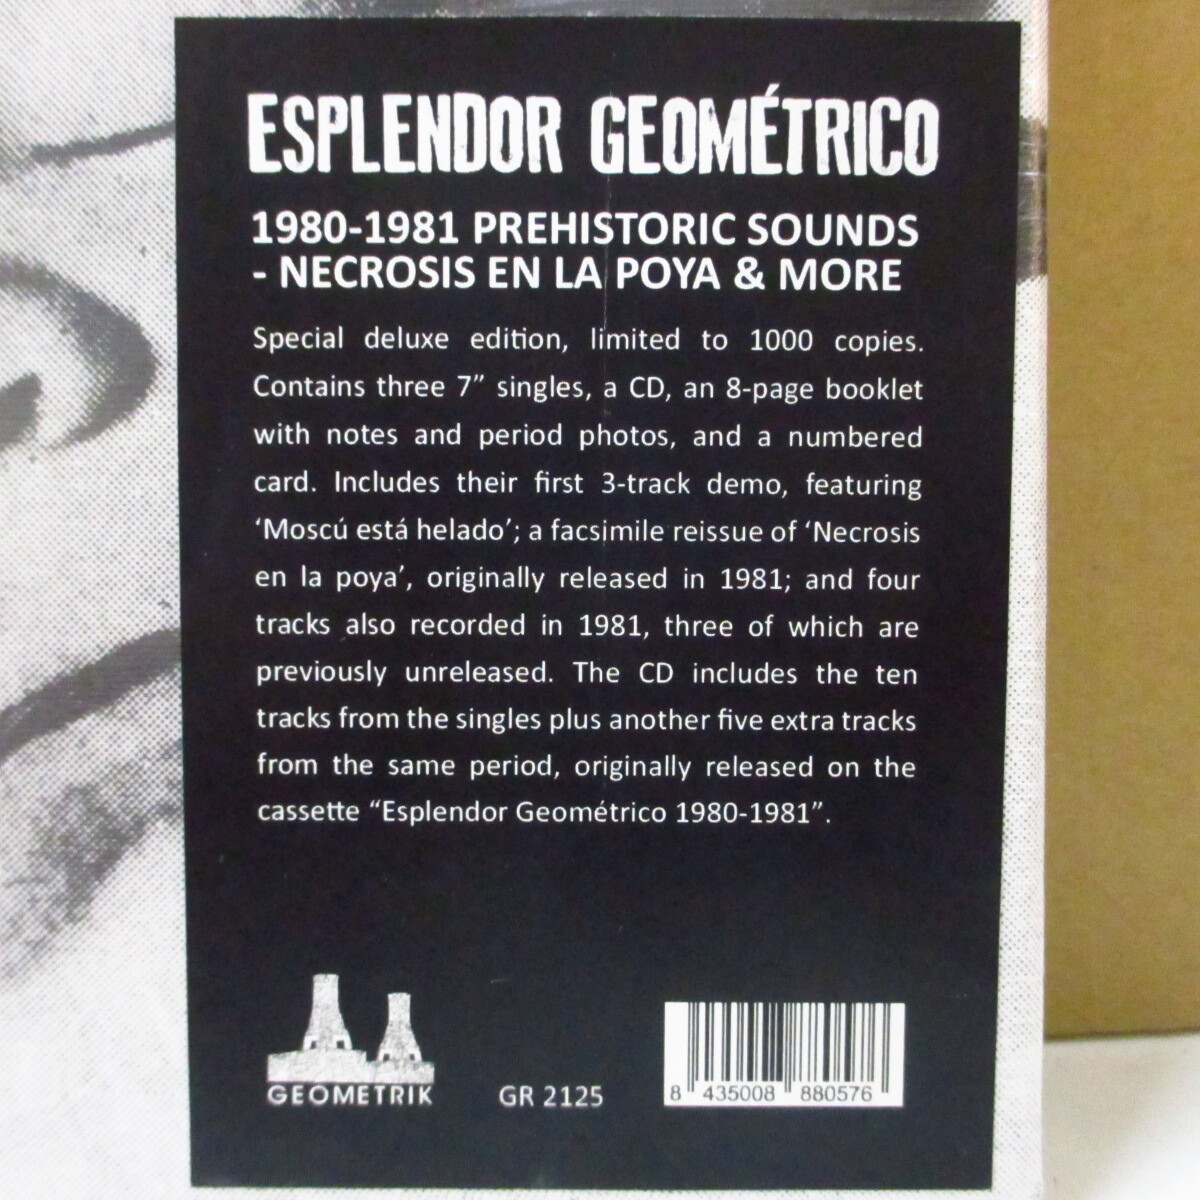 ESPLENDOR GEOMÉTRICO
1980-1981 PREHISTORIC SOUNDS
- NECROSIS EN LA POYA & MORE
Special deluxe edition, limited to 1000 copies.
Contains three 7” singles, a CD, an 8-page booklet
with notes and period photos, and a numbered
card. Includes their first 3-track demo, featuring
‘Moscú está helado’; a facsimile reissue of ‘Necrosis
en la poya’, originally released in 1981; and four
tracks also recorded in 1981, three of which are
previously unreleased. The CD includes the ten
tracks from the singles plus another five extra tracks
from the same period, originally released on the
cassette “Esplendor Geométrico 1980-1981”.
GEOMETRIK
GR 2125
8 435008 880576